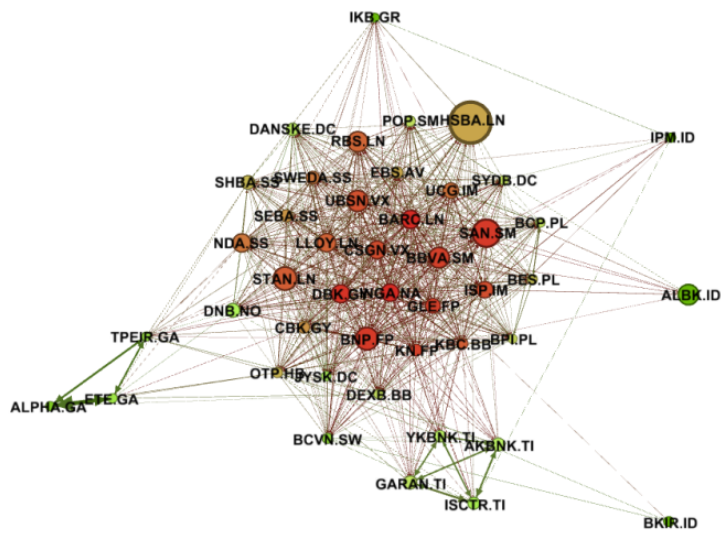 IKB.GR
POP.SM
HSBA.LN
DANSKE.DC
RBS.LN
IPM.ID
SHBA.SS
SWEDA.SS
EBS.AV
UCG.IM
SYDB.DC
UBSN.VX
SEBA.SS
BARC.LN
BCP.PL
NDA.SS
LLOY.LN
CSGN.VX
SAN.SM
BBVA.SM
STAN.LN
BES.PL
DBK.GY
INGA.NA
ISP.IM
ALBK.ID
DNB.NO
GLE.FP
CBK.GY
TPEIR.GA
BNP.FP
KN.FP
KBC.BB
BPI.PL
OTP.HB
JYSK.DC
DEXB.BB
ALPHA.GA
ETE.GA
BCVN.SW
YKBNK.TI
AKBNK.TI
GARAN.TI
ISCTR.TI
BKIR.ID